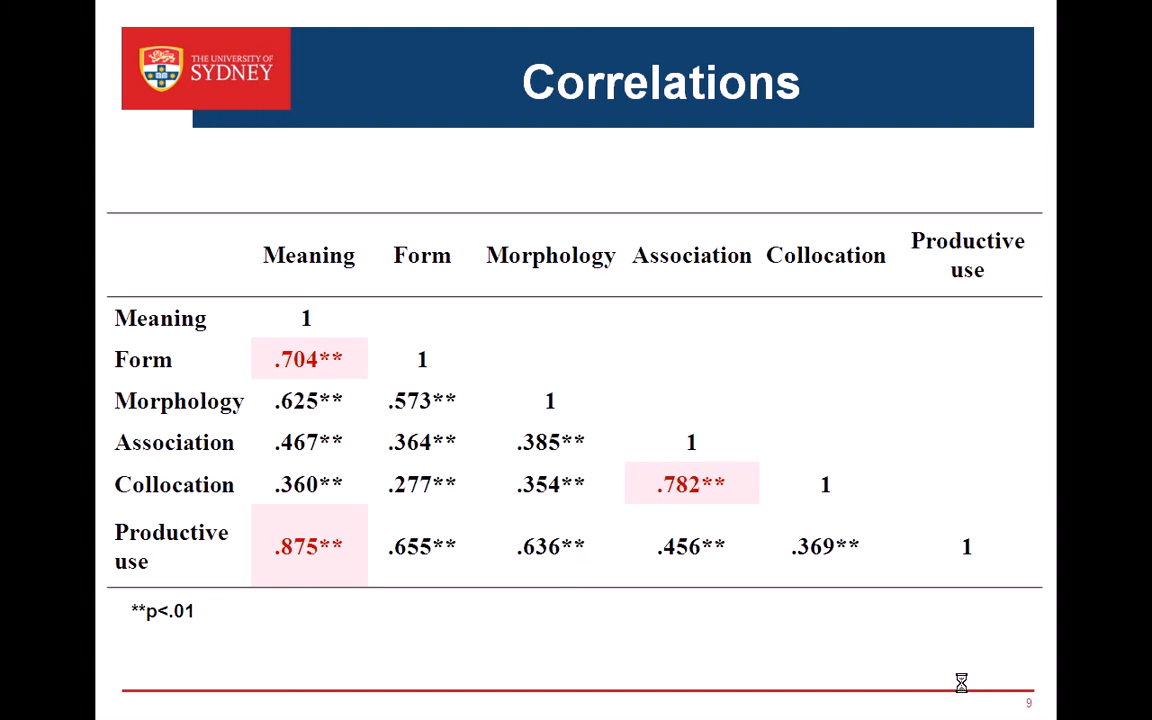 THE UNIVERSITY OF
SYDNEY
Correlations
Meaning Form Morphology Association Collocation Productive use
Meaning 1
Form .704** 1
Morphology .625** .573** 1
Association .467** .364** .385** 1
Collocation .360** .277** .354** .782** 1
Productive use .875** .655** .636** .456** .369** 1
**p<.01
9